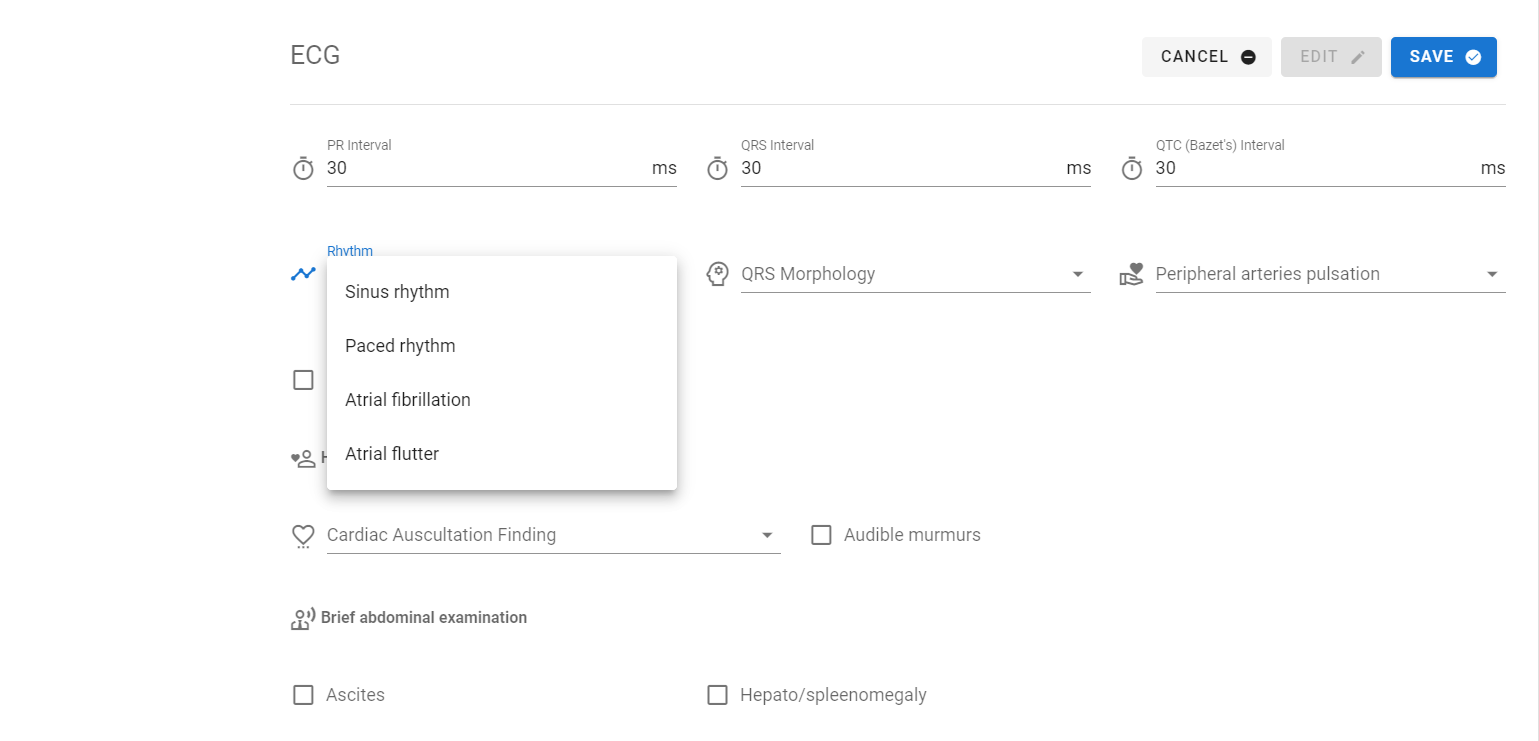 ECG
CANCEL EDIT SAVE
PR Interval QRS Interval QTC (Bazet's) Interval
30 ms 30 ms 30 ms
Rhythm
QRS Morphology Peripheral arteries pulsation
Sinus rhythm
Paced rhythm
Atrial fibrillation
Atrial flutter
Cardiac Auscultation Finding Audible murmurs
Brief abdominal examination
Ascites Hepato/spleenomegaly